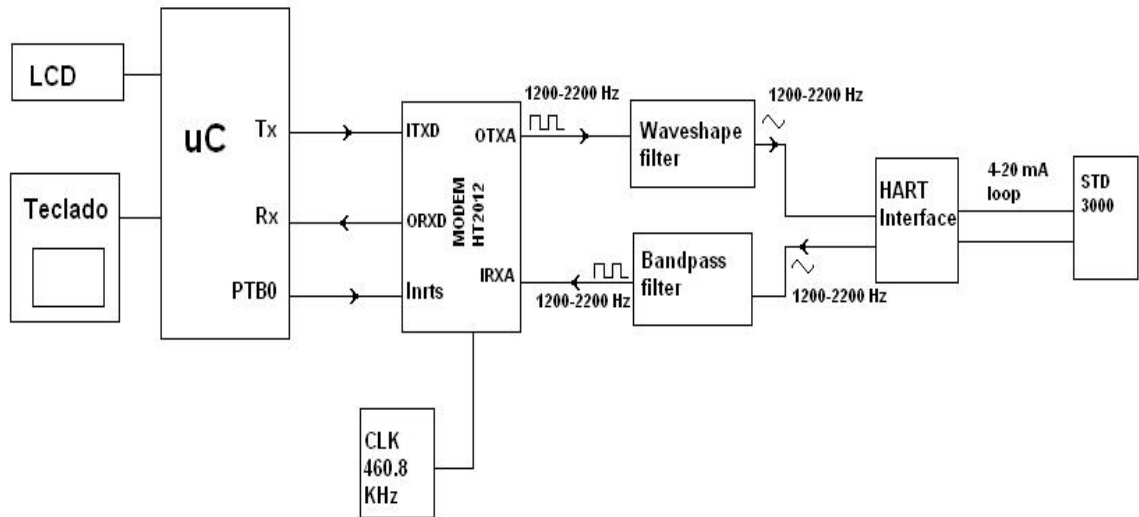 LCD
Teclado
uC
Tx
Rx
PTB0
ITXD
ORXD
Inrts
MODEM
HT2012
OTXA
IRXA
CLK
460.8
KHz
1200-2200 Hz
Waveshape
filter
1200-2200 Hz
1200-2200 Hz
Bandpass
filter
1200-2200 Hz
HART
Interface
4-20 mA
loop
STD
3000